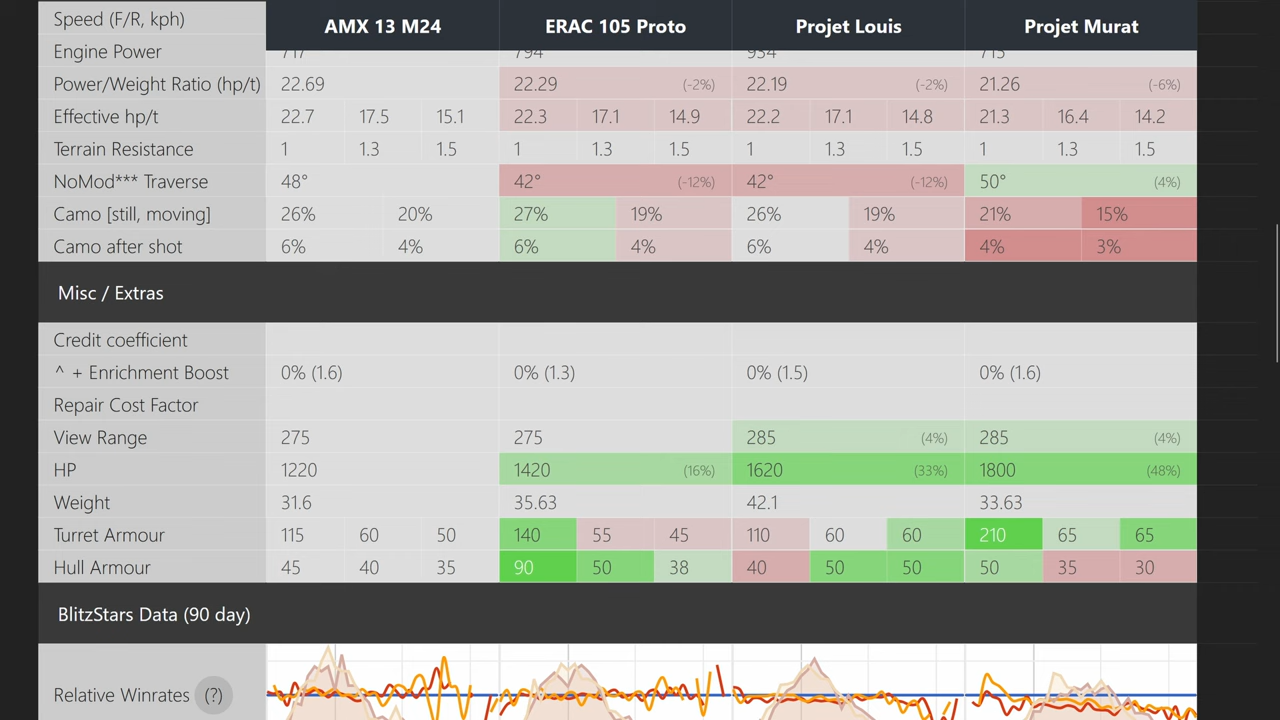 Speed (F/R, kph) AMX 13 M24 ERAC 105 Proto Projet Louis Projet Murat
Engine Power 717 794 934 715
Power/Weight Ratio (hp/t) 22.69 22.29 (-2%) 22.19 (-2%) 21.26 (-6%)
Effective hp/t 22.7 17.5 15.1 22.3 17.1 14.9 22.2 17.1 14.8 21.3 16.4 14.2
Terrain Resistance 1 1.3 1.5 1 1.3 1.5 1 1.3 1.5 1 1.3 1.5
NoMod*** Traverse 48° 42° (-12%) 42° (-12%) 50° (4%)
Camo [still, moving] 26% 20% 27% 19% 26% 19% 21% 15%
Camo after shot 6% 4% 6% 4% 6% 4% 4% 3%
Misc / Extras
Credit coefficient
^ + Enrichment Boost 0% (1.6) 0% (1.3) 0% (1.5) 0% (1.6)
Repair Cost Factor
View Range 275 275 285 (4%) 285 (4%)
HP 1220 1420 (16%) 1620 (33%) 1800 (48%)
Weight 31.6 35.63 42.1 33.63
Turret Armour 115 60 50 140 55 45 110 60 60 210 65 65
Hull Armour 45 40 35 90 50 38 40 50 50 50 35 30
BlitzStars Data (90 day)
Relative Winrates (?)